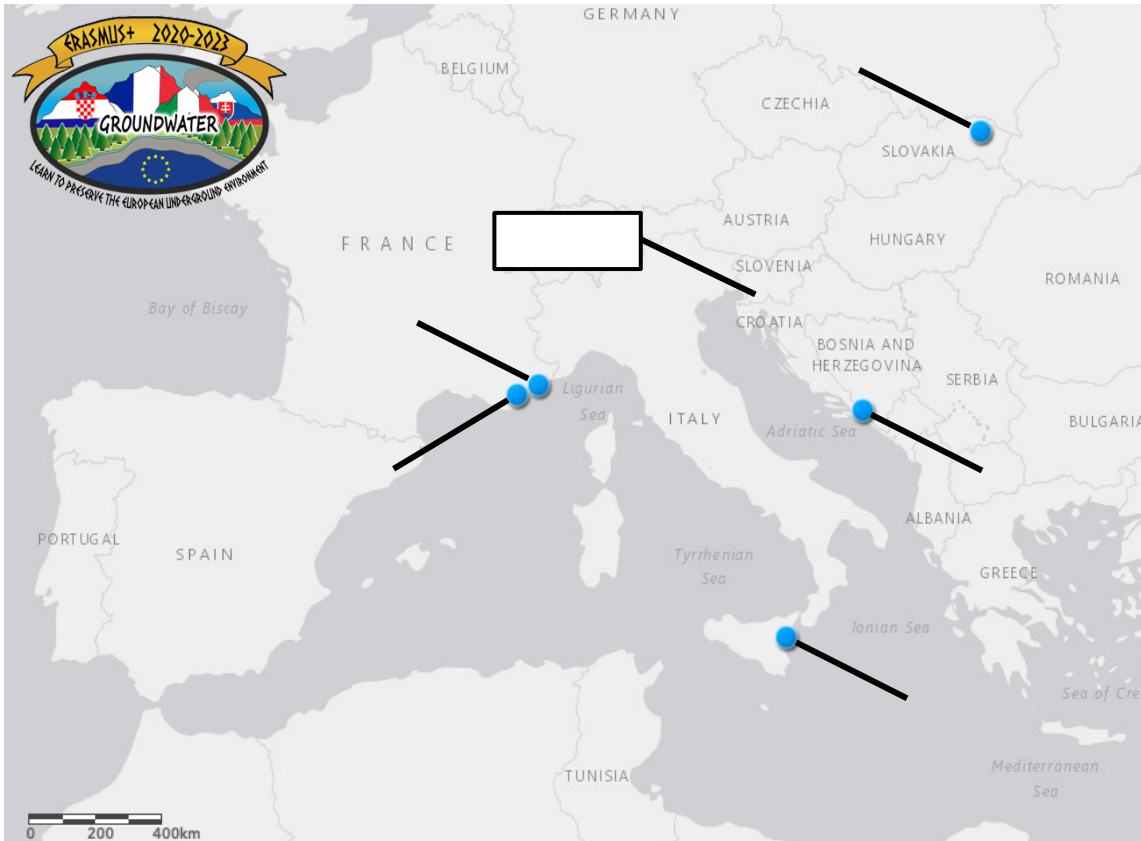 ERASMUS+ 2020-2023
GROUNDWATER
LEARN TO PRESERVE THE EUROPEAN UNDERGROUND ENVIRONMENT
GERMANY
BELGIUM
CZECHIA
SLOVAKIA
AUSTRIA
FRANCE
HUNGARY
SLOVENIA
ROMANIA
Bay of Biscay
CROATIA
BOSNIA AND
HERZEGOVINA
SERBIA
Ligurian
Sea
ITALY
Adriatic Sea
BULGARIA
ALBANIA
PORTUGAL
SPAIN
Tyrrhenian
Sea
GREECE
Ionian Sea
Sea of Cre
TUNISIA
Mediterranean
Sea
0 200 400km